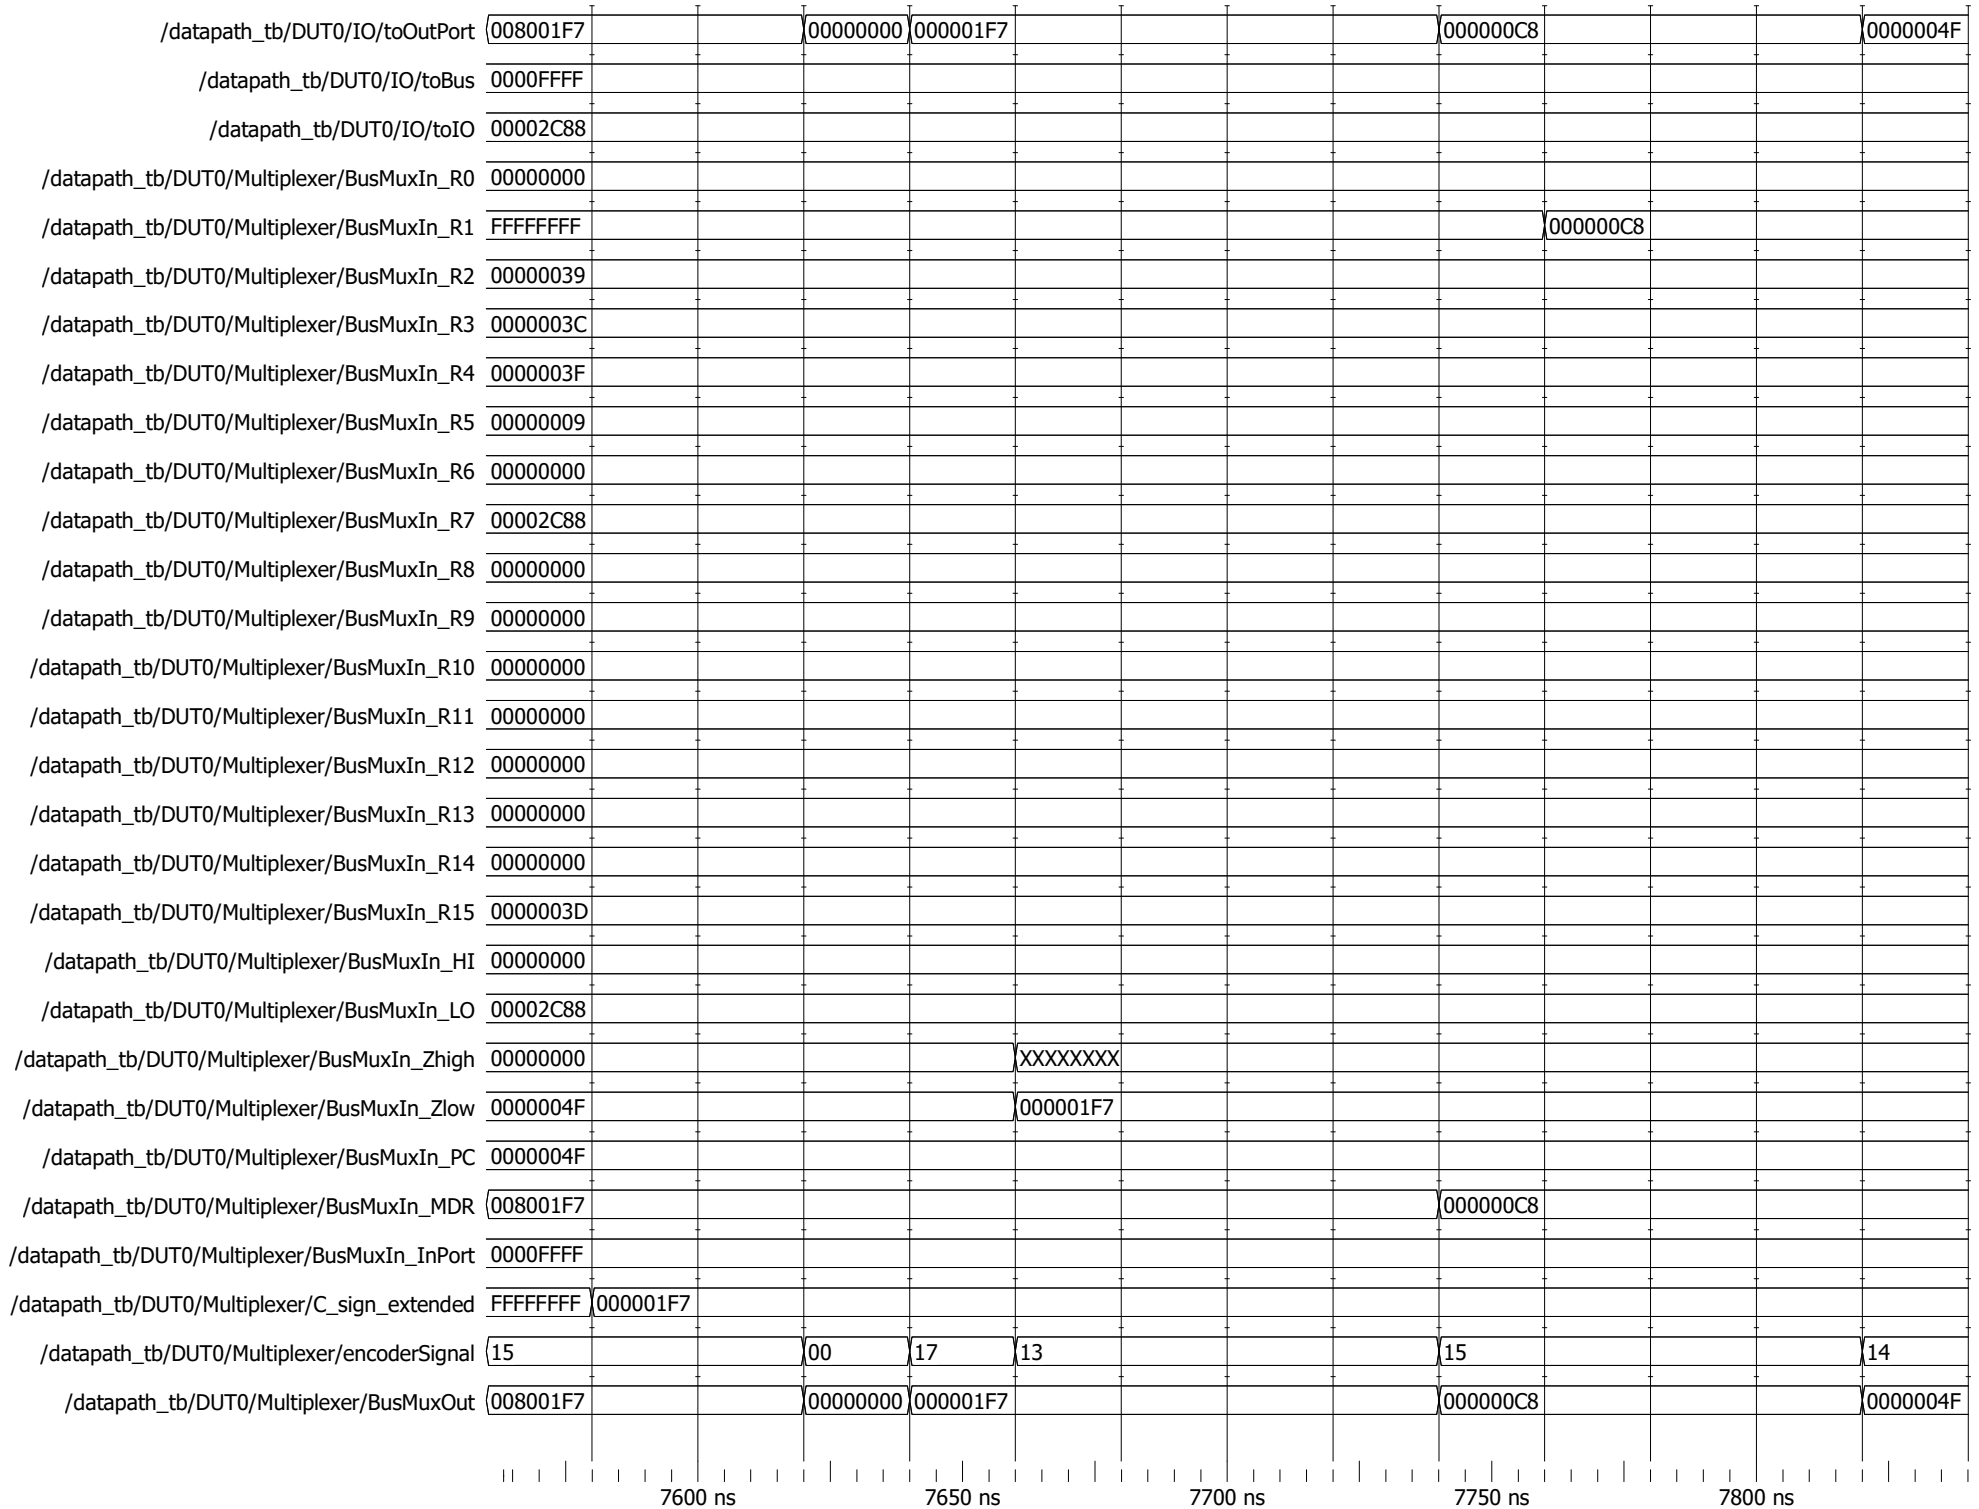 /datapath_tb/DUT0/IO/toOutPort 008001F7 00000000 000001F7 000000C8 0000004F
/datapath_tb/DUT0/IO/toBus 0000FFFF
/datapath_tb/DUT0/IO/toIO 00002C88
/datapath_tb/DUT0/Multiplexer/BusMuxIn_R0 00000000
/datapath_tb/DUT0/Multiplexer/BusMuxIn_R1 FFFFFFFF 000000C8
/datapath_tb/DUT0/Multiplexer/BusMuxIn_R2 00000039
/datapath_tb/DUT0/Multiplexer/BusMuxIn_R3 0000003C
/datapath_tb/DUT0/Multiplexer/BusMuxIn_R4 0000003F
/datapath_tb/DUT0/Multiplexer/BusMuxIn_R5 00000009
/datapath_tb/DUT0/Multiplexer/BusMuxIn_R6 00000000
/datapath_tb/DUT0/Multiplexer/BusMuxIn_R7 00002C88
/datapath_tb/DUT0/Multiplexer/BusMuxIn_R8 00000000
/datapath_tb/DUT0/Multiplexer/BusMuxIn_R9 00000000
/datapath_tb/DUT0/Multiplexer/BusMuxIn_R10 00000000
/datapath_tb/DUT0/Multiplexer/BusMuxIn_R11 00000000
/datapath_tb/DUT0/Multiplexer/BusMuxIn_R12 00000000
/datapath_tb/DUT0/Multiplexer/BusMuxIn_R13 00000000
/datapath_tb/DUT0/Multiplexer/BusMuxIn_R14 00000000
/datapath_tb/DUT0/Multiplexer/BusMuxIn_R15 0000003D
/datapath_tb/DUT0/Multiplexer/BusMuxIn_HI 00000000
/datapath_tb/DUT0/Multiplexer/BusMuxIn_LO 00002C88
/datapath_tb/DUT0/Multiplexer/BusMuxIn_Zhigh 00000000 XXXXXXXX
/datapath_tb/DUT0/Multiplexer/BusMuxIn_Zlow 0000004F 000001F7
/datapath_tb/DUT0/Multiplexer/BusMuxIn_PC 0000004F
/datapath_tb/DUT0/Multiplexer/BusMuxIn_MDR 008001F7 000000C8
/datapath_tb/DUT0/Multiplexer/BusMuxIn_InPort 0000FFFF
/datapath_tb/DUT0/Multiplexer/C_sign_extended FFFFFFFF 000001F7
/datapath_tb/DUT0/Multiplexer/encoderSignal 15 00 17 13 15 14
/datapath_tb/DUT0/Multiplexer/BusMuxOut 008001F7 00000000 000001F7 000000C8 0000004F
7600 ns 7650 ns 7700 ns 7750 ns 7800 ns